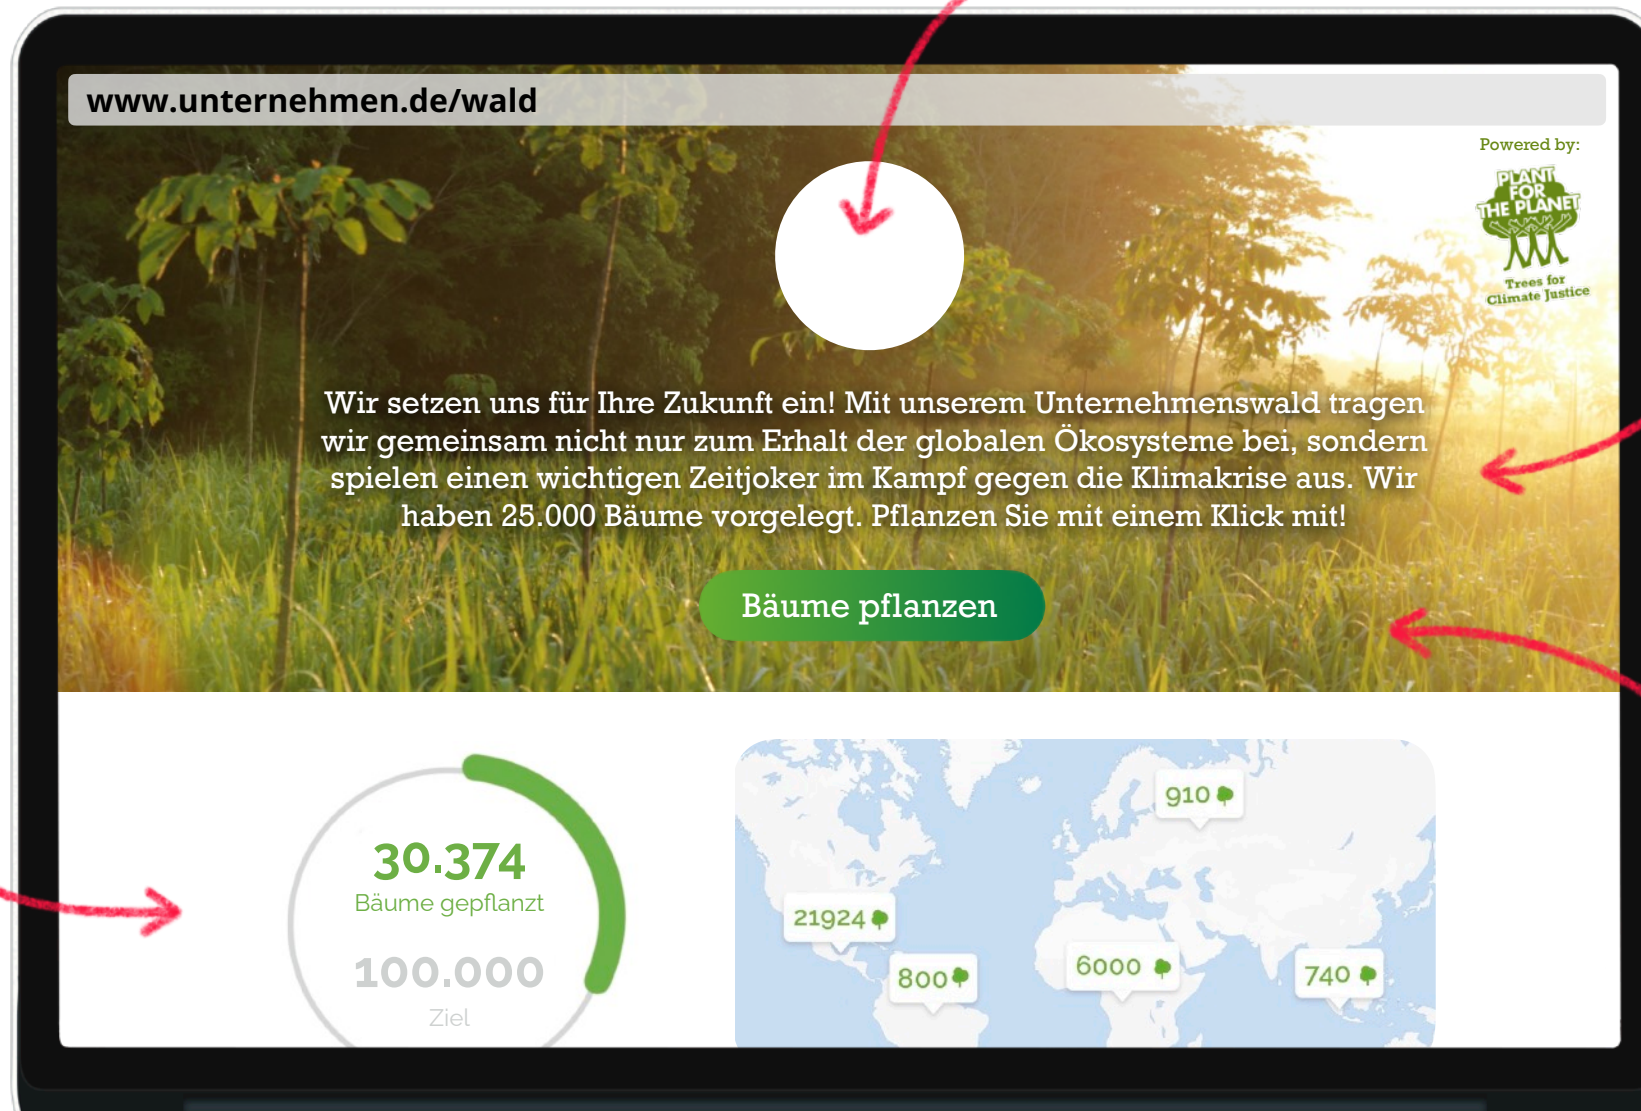 www.unternehmen.de/wald
Powered by:
PLANT
FOR
THE PLANET
Trees for
Climate Justice
Wir setzen uns für Ihre Zukunft ein! Mit unserem Unternehmenswald tragen
wir gemeinsam nicht nur zum Erhalt der globalen Ökosysteme bei, sondern
spielen einen wichtigen Zeitjoker im Kampf gegen die Klimakrise aus. Wir
haben 25.000 Bäume vorgelegt. Pflanzen Sie mit einem Klick mit!
Bäume pflanzen
30.374
Bäume gepflanzt
100.000
Ziel
910
21924
800
6000
740